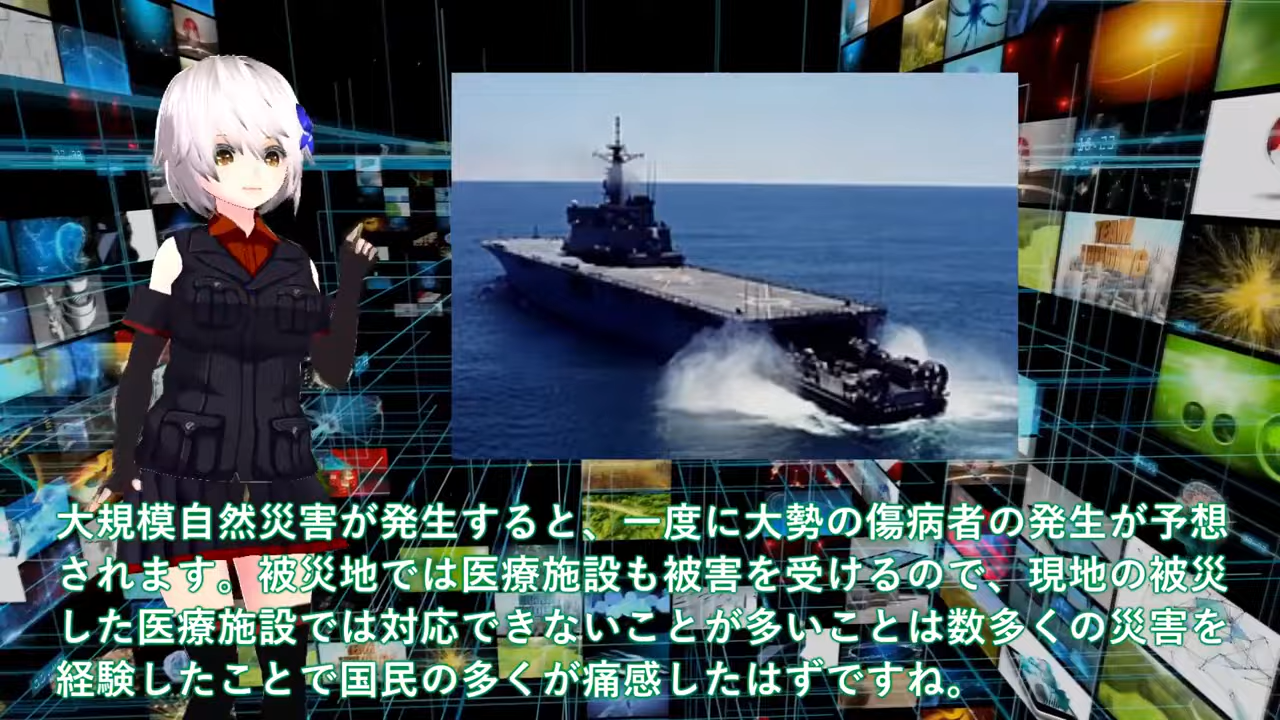 大規模自然災害が発生すると、一度に大勢の傷病者の発生が予想
されます。被災地では医療施設も被害を受けるので、現地の被災
した医療施設では対応できないことが多いことは数多くの災害を
経験したことで国民の多くが痛感したはずですね。